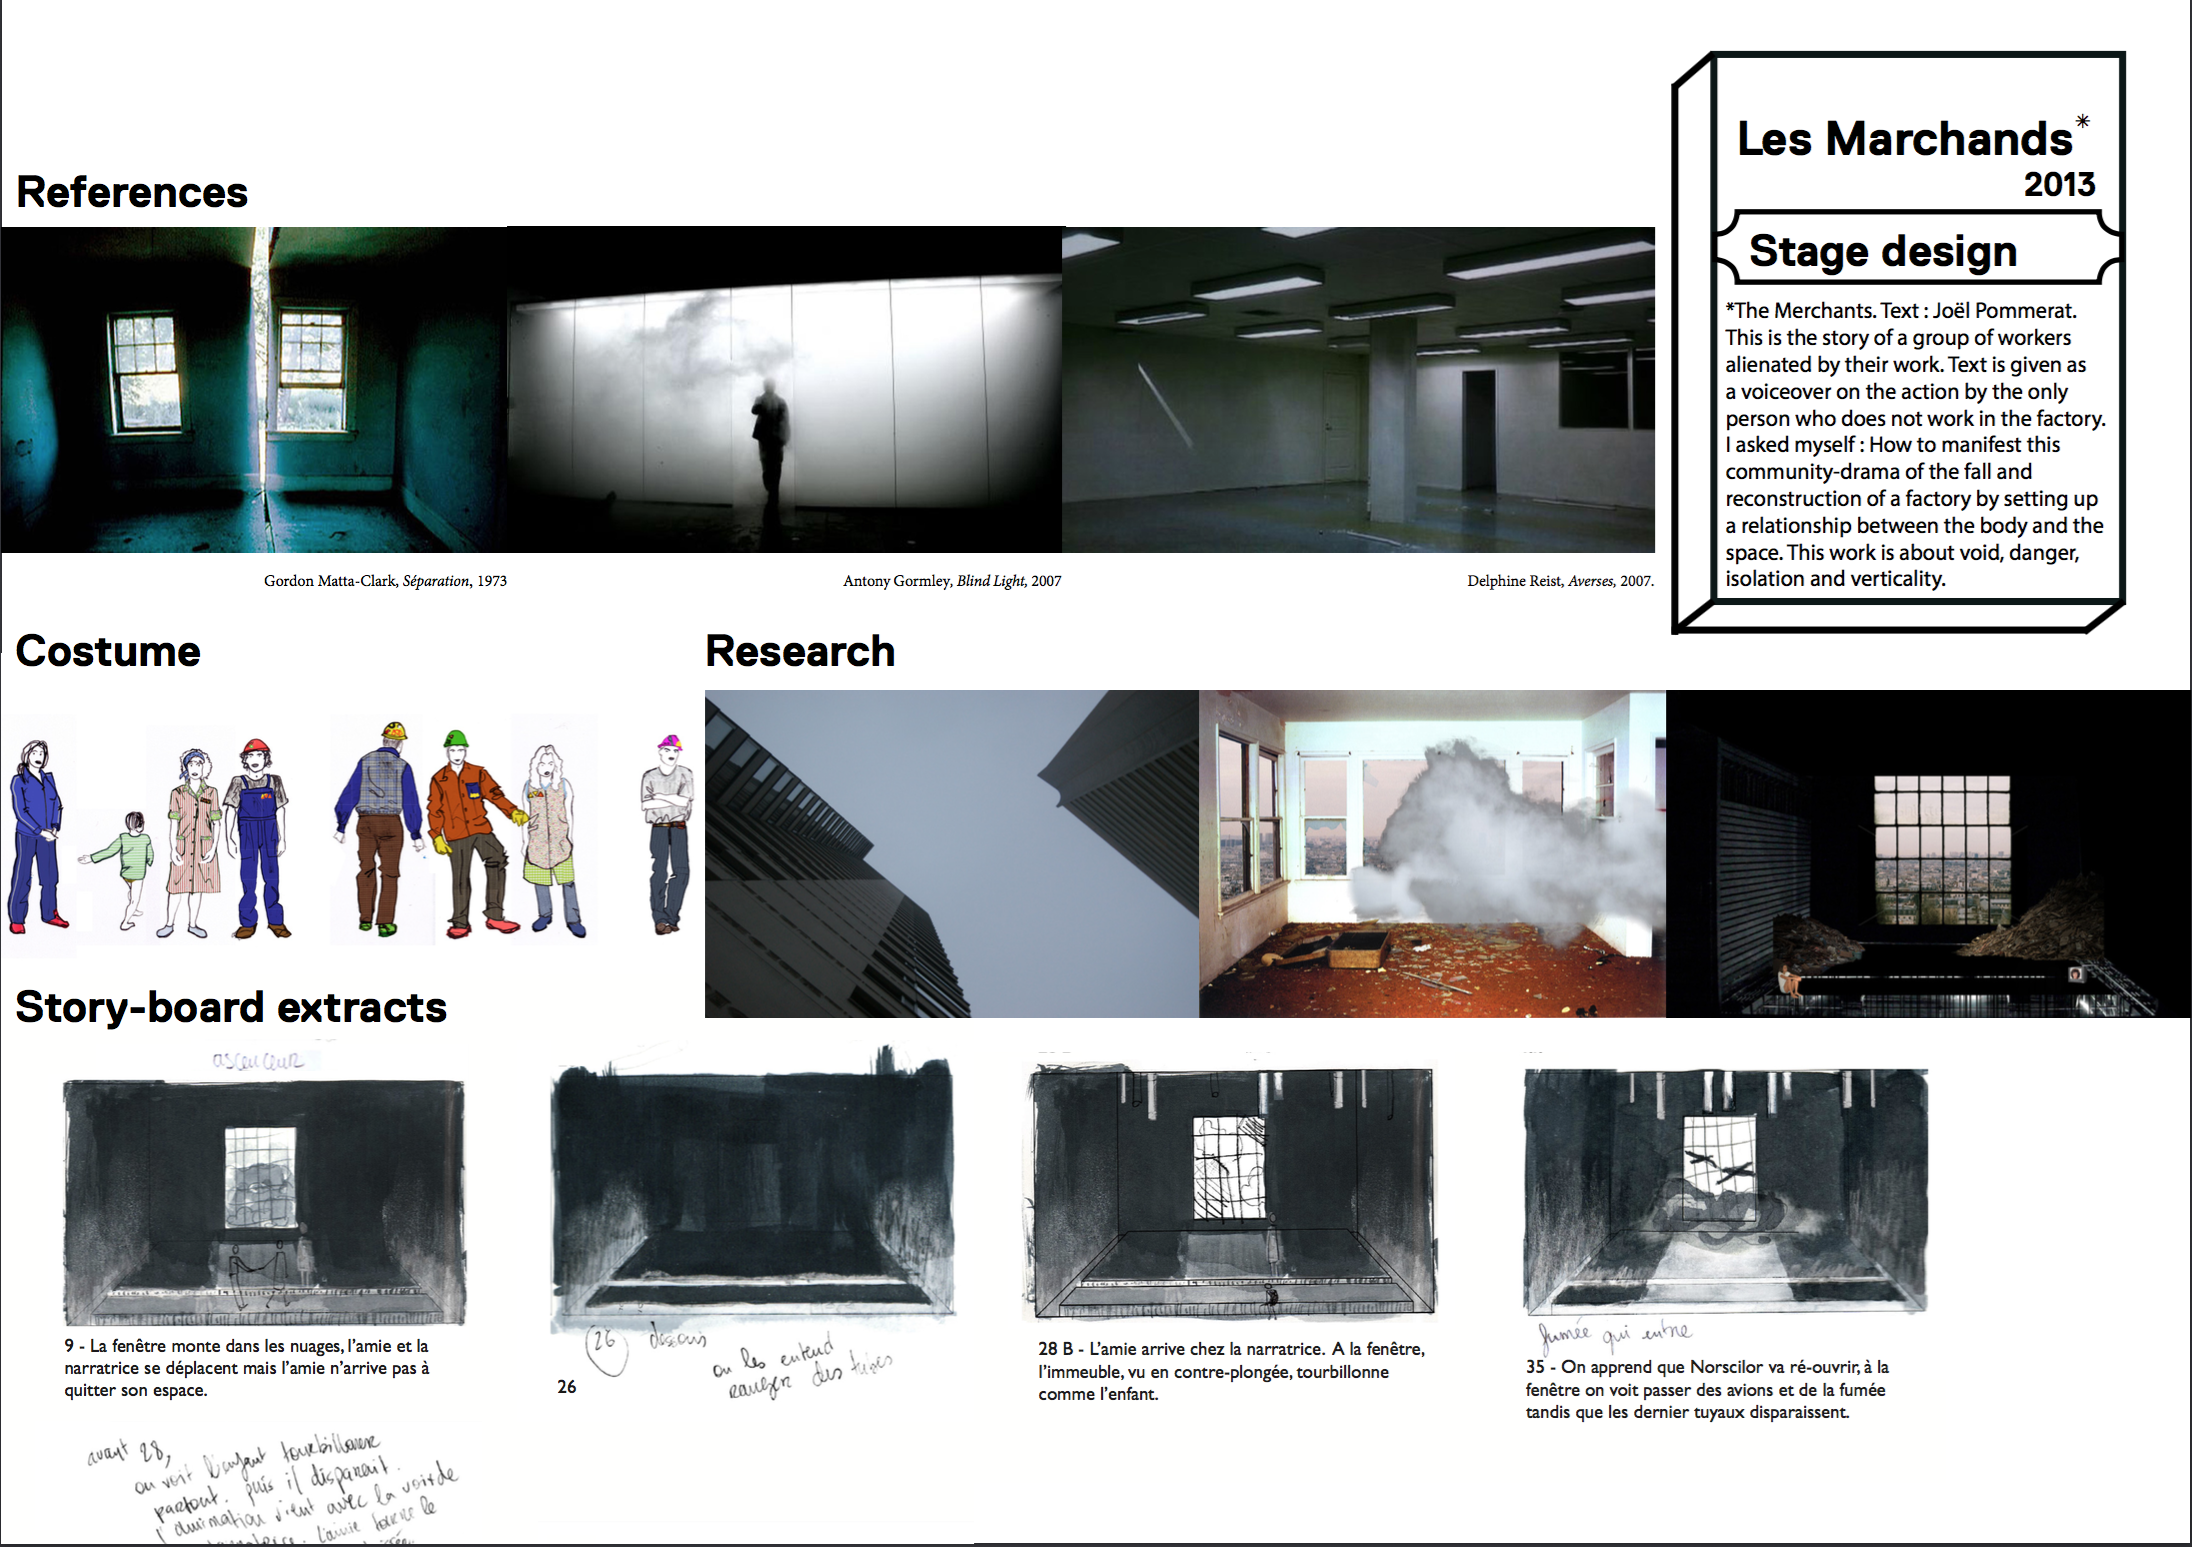 Les Marchands*
2013
Stage design
*The Merchants. Text : Joël Pommerat.
This is the story of a group of workers
alienated by their work. Text is given as
a voiceover on the action by the only
person who does not work in the factory.
I asked myself : How to manifest this
community-drama of the fall and
reconstruction of a factory by setting up
a relationship between the body and the
space. This work is about void, danger,
isolation and verticality.
References
Gordon Matta-Clark, Séparation, 1973
Antony Gormley, Blind Light, 2007
Delphine Reist, Averses, 2007.
Costume
Research
Story-board extracts
ascenceur
9 - La fenêtre monte dans les nuages, l'amie et la
narratrice se déplacent mais l'amie n'arrive pas à
quitter son espace.
26 dessous
on les entend
ranger des tubes
26
28 B - L'amie arrive chez la narratrice. A la fenêtre,
l'immeuble, vu en contre-plongée, tourbillonne
comme l'enfant.
fumée qui entre
35 - On apprend que Norscilor va ré-ouvrir, à la
fenêtre on voit passer des avions et de la fumée
tandis que les dernier tuyaux disparaissent.
avant 28,
on voit l'enfant tourbillonner
partout. puis il disparait.
l'animation vient avec la voix de
l'amie tourne le